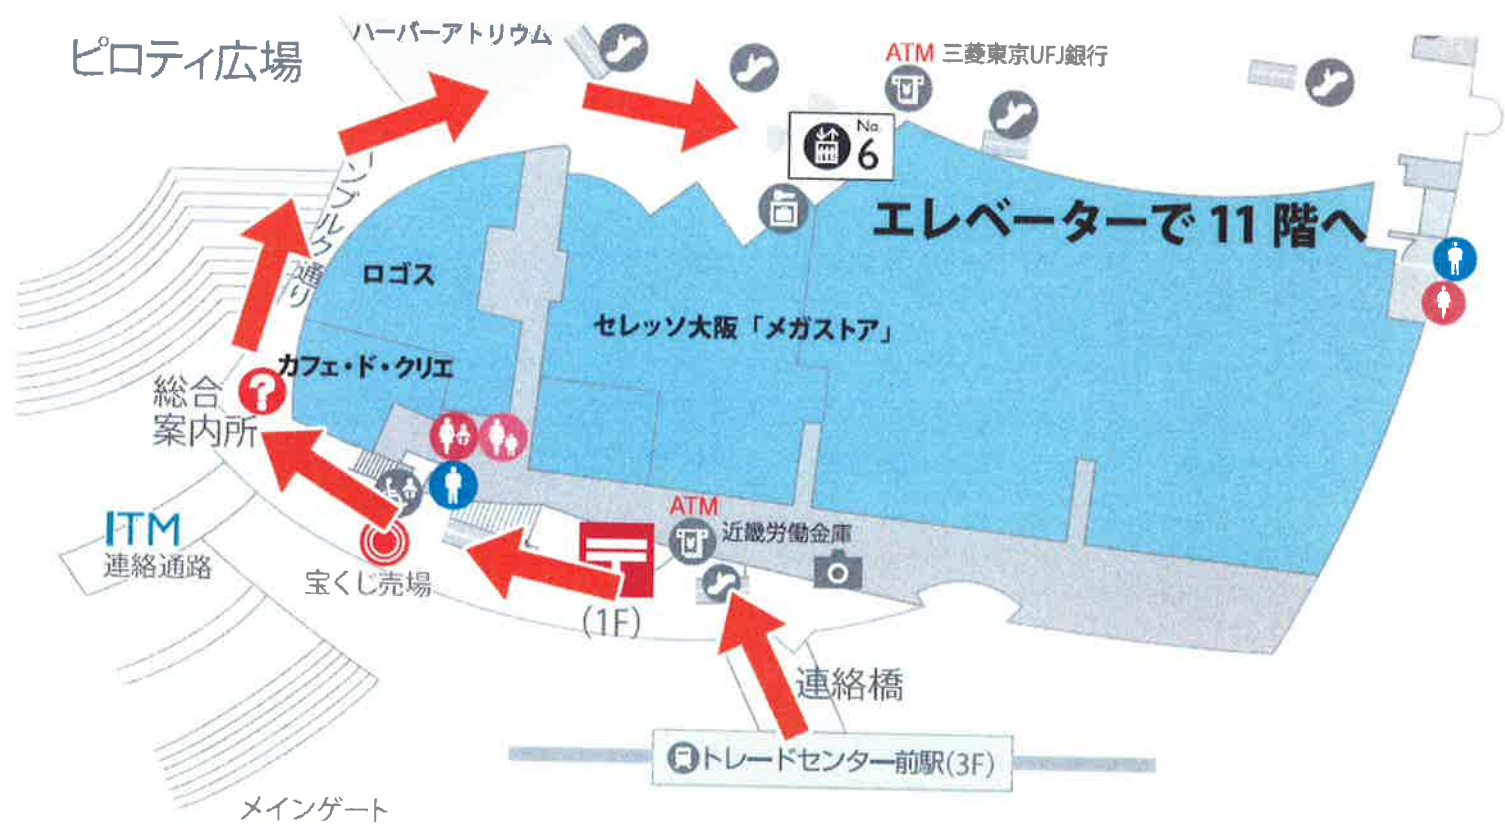 ピロティ広場
ハーバーアトリウム
ATM 三菱東京UFJ銀行
No.
6
エレベーターで 11 階へ
ンブルク通り
ロゴス
セレッソ大阪「メガストア」
カフェ・ド・クリエ
総合
案内所
?
ATM
近畿労働金庫
ITM
連絡通路
宝くじ売場
(1F)
連絡橋
トレードセンター前駅(3F)
メインゲート